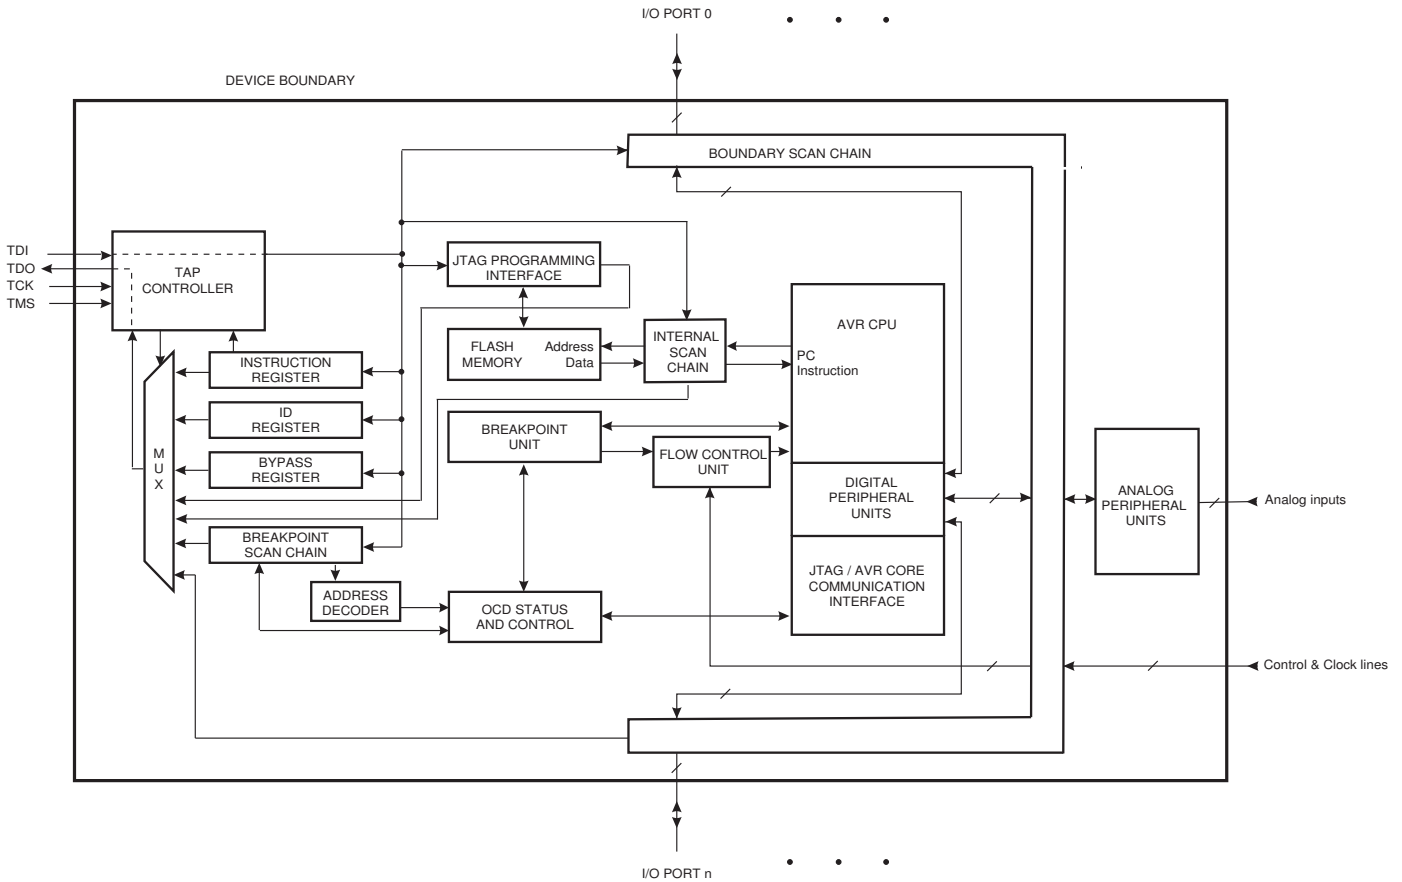 I/O PORT 0
DEVICE BOUNDARY
BOUNDARY SCAN CHAIN
TDI
TDO
TCK
TMS
TAP
CONTROLLER
JTAG PROGRAMMING
INTERFACE
AVR CPU
FLASH
MEMORY
Address
Data
INTERNAL
SCAN
CHAIN
PC
Instruction
INSTRUCTION
REGISTER
ID
REGISTER
BREAKPOINT
UNIT
FLOW CONTROL
UNIT
M
U
X
BYPASS
REGISTER
DIGITAL
PERIPHERAL
UNITS
ANALOG
PERIPHERAL
UNITS
Analog inputs
BREAKPOINT
SCAN CHAIN
JTAG / AVR CORE
COMMUNICATION
INTERFACE
ADDRESS
DECODER
OCD STATUS
AND CONTROL
Control & Clock lines
I/O PORT n